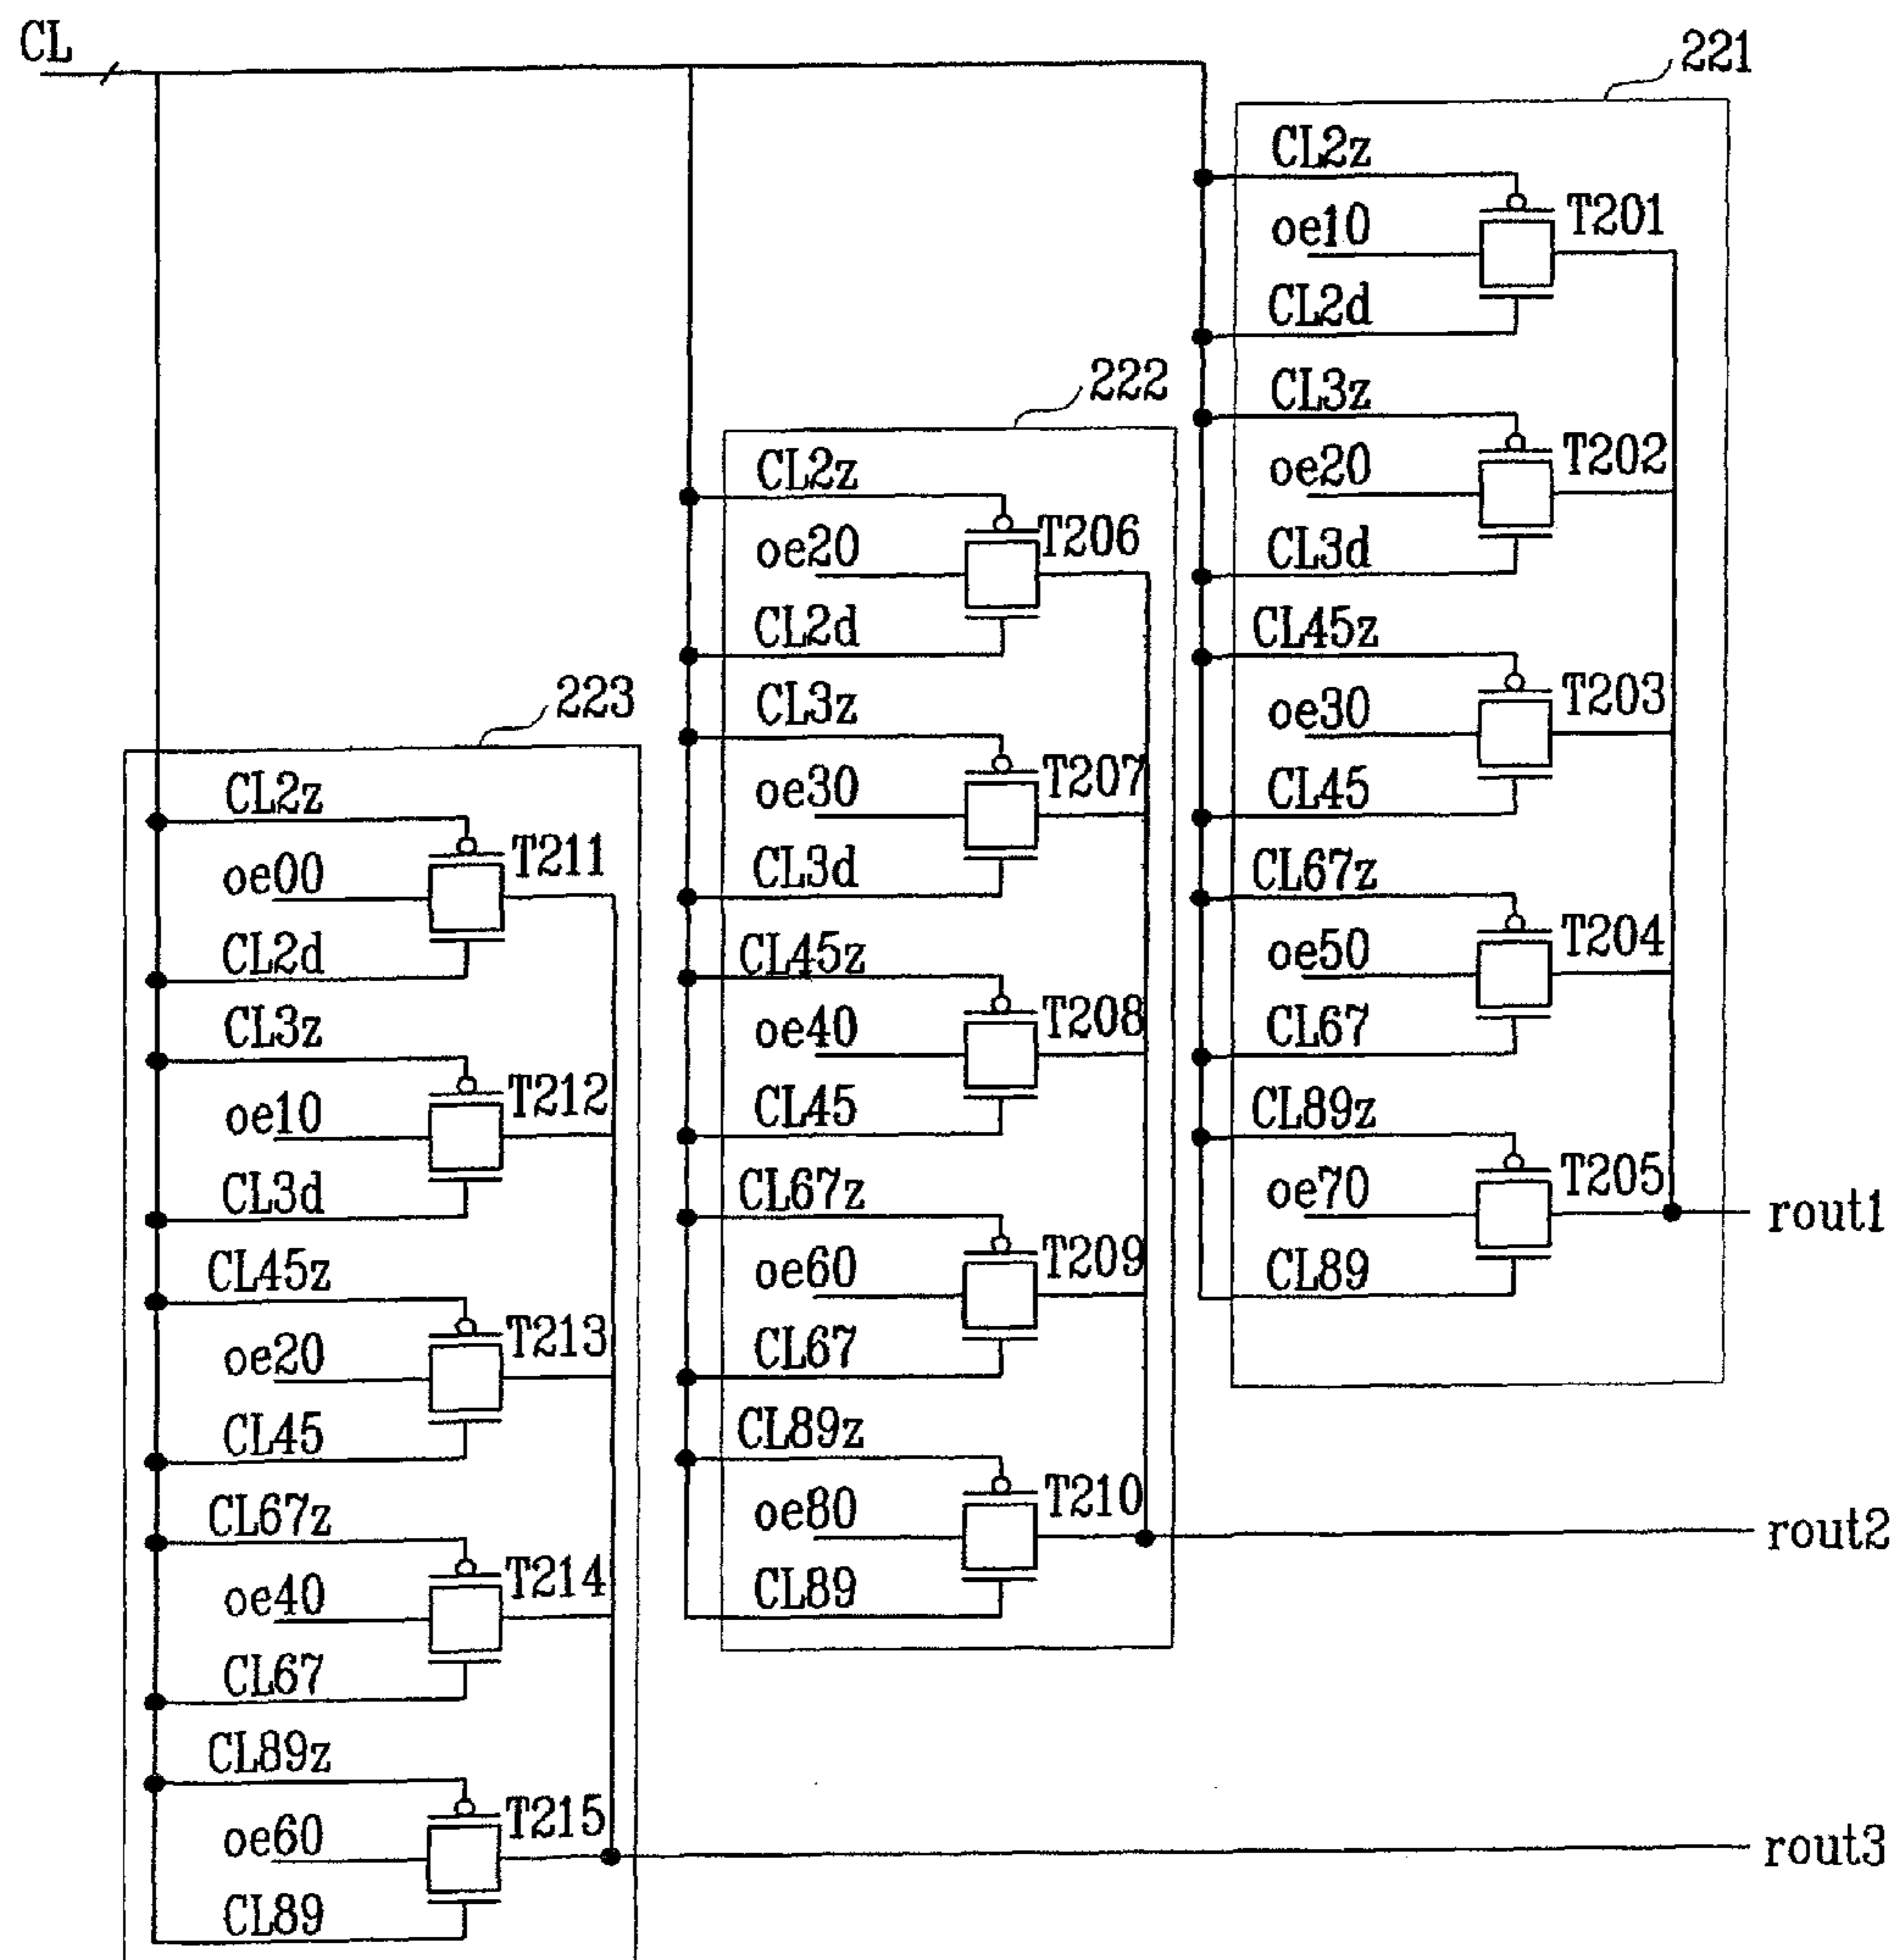 CL
221
CL2z
T201
oe10
CL2d
CL3z
T202
oe20
CL3d
CL45z
T203
oe30
CL45
CL67z
T204
oe50
CL67
CL89z
T205
oe70
CL89
rout1
222
CL2z
T206
oe20
CL2d
CL3z
T207
oe30
CL3d
CL45z
T208
oe40
CL45
CL67z
T209
oe60
CL67
CL89z
T210
oe80
CL89
rout2
223
CL2z
T211
oe00
CL2d
CL3z
T212
oe10
CL3d
CL45z
T213
oe20
CL45
CL67z
T214
oe40
CL67
CL89z
T215
oe60
CL89
rout3